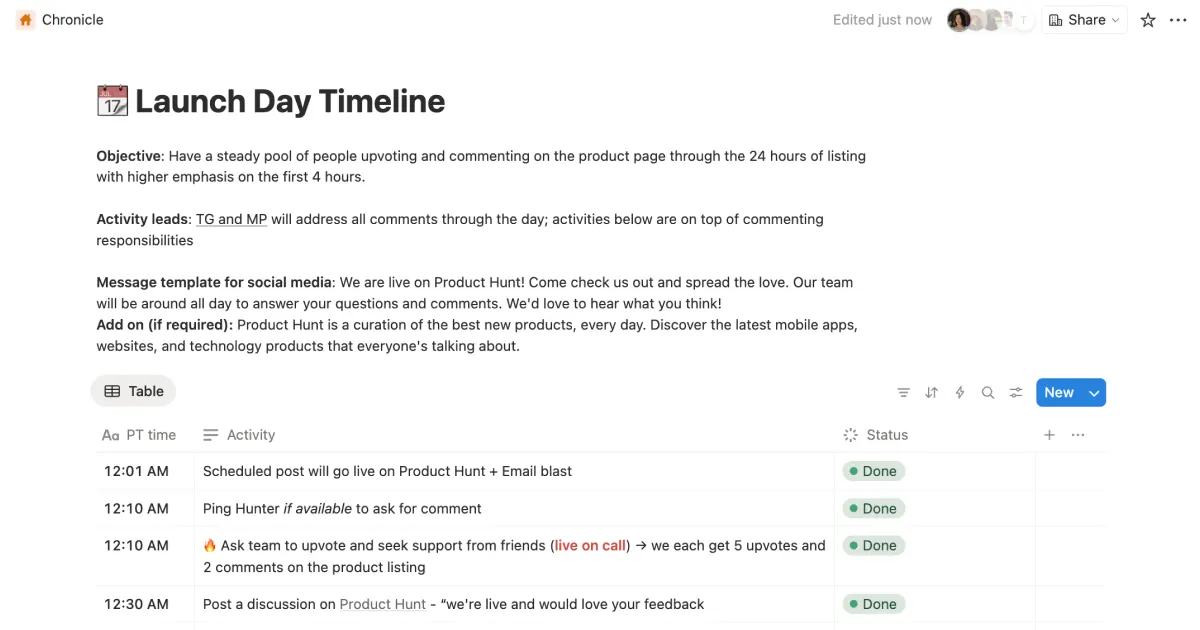 Chronicle
Edited just now
T
Share
JUL
17
Launch Day Timeline
Objective: Have a steady pool of people upvoting and commenting on the product page through the 24 hours of listing
with higher emphasis on the first 4 hours.
Activity leads: TG and MP will address all comments through the day; activities below are on top of commenting
responsibilities
Message template for social media: We are live on Product Hunt! Come check us out and spread the love. Our team
will be around all day to answer your questions and comments. We'd love to hear what you think!
Add on (if required): Product Hunt is a curation of the best new products, every day. Discover the latest mobile apps,
websites, and technology products that everyone's talking about.
Table
New
Aa PT time Activity Status
12:01 AM Scheduled post will go live on Product Hunt + Email blast Done
12:10 AM Ping Hunter if available to ask for comment Done
12:10 AM 🔥 Ask team to upvote and seek support from friends (live on call) → we each get 5 upvotes and Done
2 comments on the product listing
12:30 AM Post a discussion on Product Hunt - “we're live and would love your feedback Done